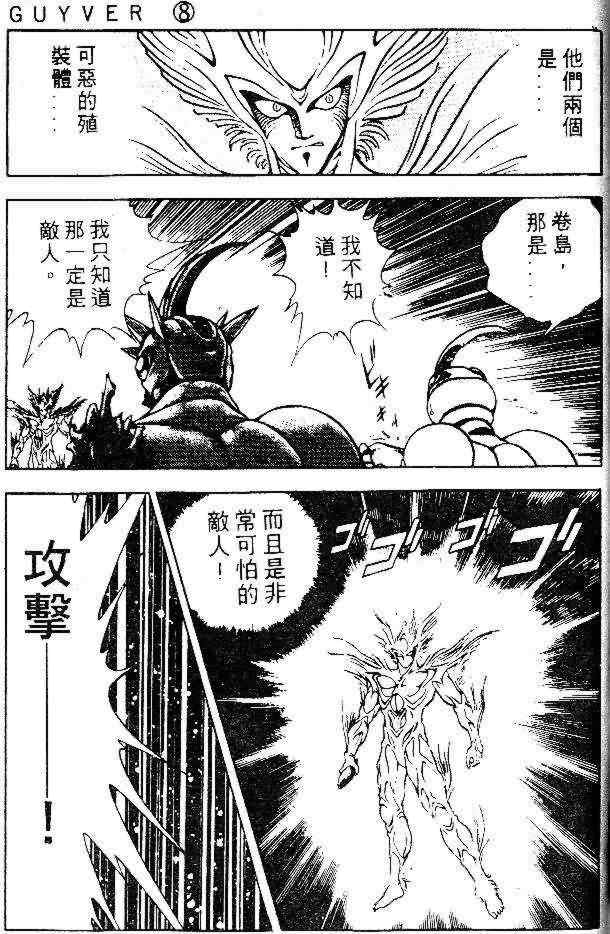 GUYVER ⑧
他們兩個
是‥‥
可惡的殖
裝體‥‥
卷島,
那是‥‥
我不知
道!
我只知道
那一定是
敵人。
ゴゴゴゴ
而且是非
常可怕的
敵人!
攻擊——!